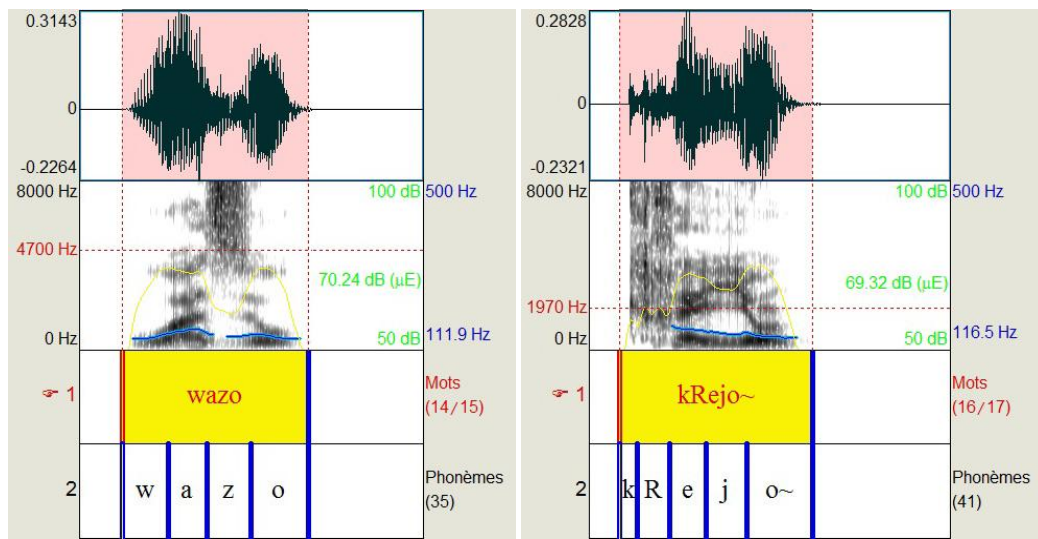 0.3143
0
-0.2264
8000 Hz
100 dB
500 Hz
4700 Hz
70.24 dB (µE)
0 Hz
50 dB
111.9 Hz
☞ 1
wazo
Mots
(14/15)
2
w a z o
Phonèmes
(35)
0.2828
0
-0.2321
8000 Hz
100 dB
500 Hz
69.32 dB (µE)
1970 Hz
0 Hz
50 dB
116.5 Hz
☞ 1
kRejo~
Mots
(16/17)
2
k R e j o~
Phonèmes
(41)